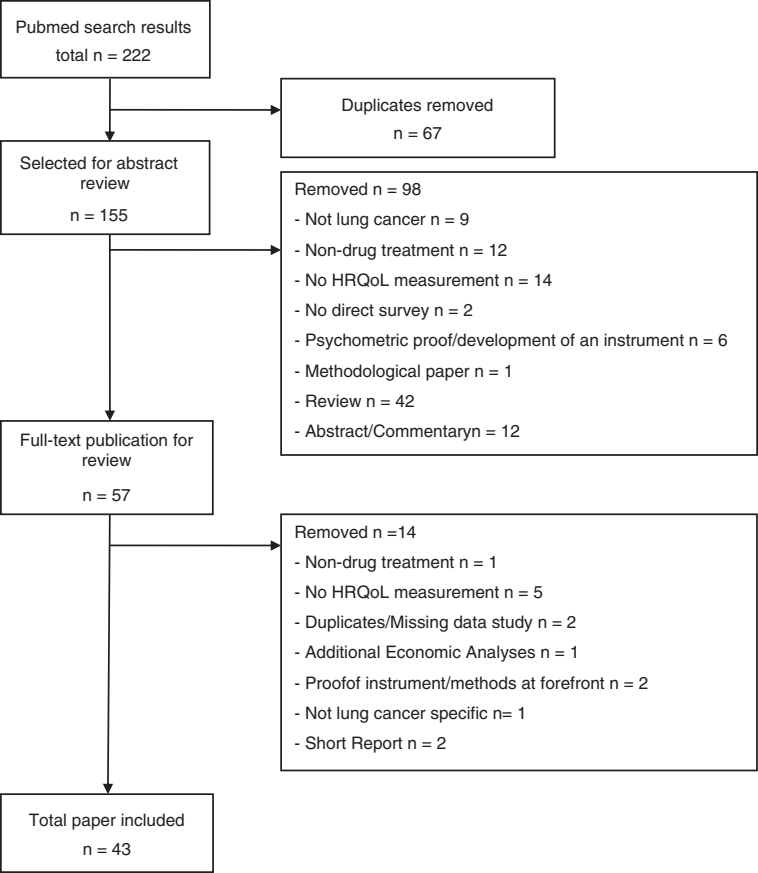 Pubmed search results
total n = 222
Duplicates removed
n = 67
Selected for abstract
review
n = 155
Removed n = 98
- Not lung cancer n = 9
- Non-drug treatment n = 12
- No HRQoL measurement n = 14
- No direct survey n = 2
- Psychometric proof/development of an instrument n = 6
- Methodological paper n = 1
- Review n = 42
- Abstract/Commentaryn = 12
Full-text publication for
review
n = 57
Removed n =14
- Non-drug treatment n = 1
- No HRQoL measurement n = 5
- Duplicates/Missing data study n = 2
- Additional Economic Analyses n = 1
- Proofof instrument/methods at forefront n = 2
- Not lung cancer specific n= 1
- Short Report n = 2
Total paper included
n = 43